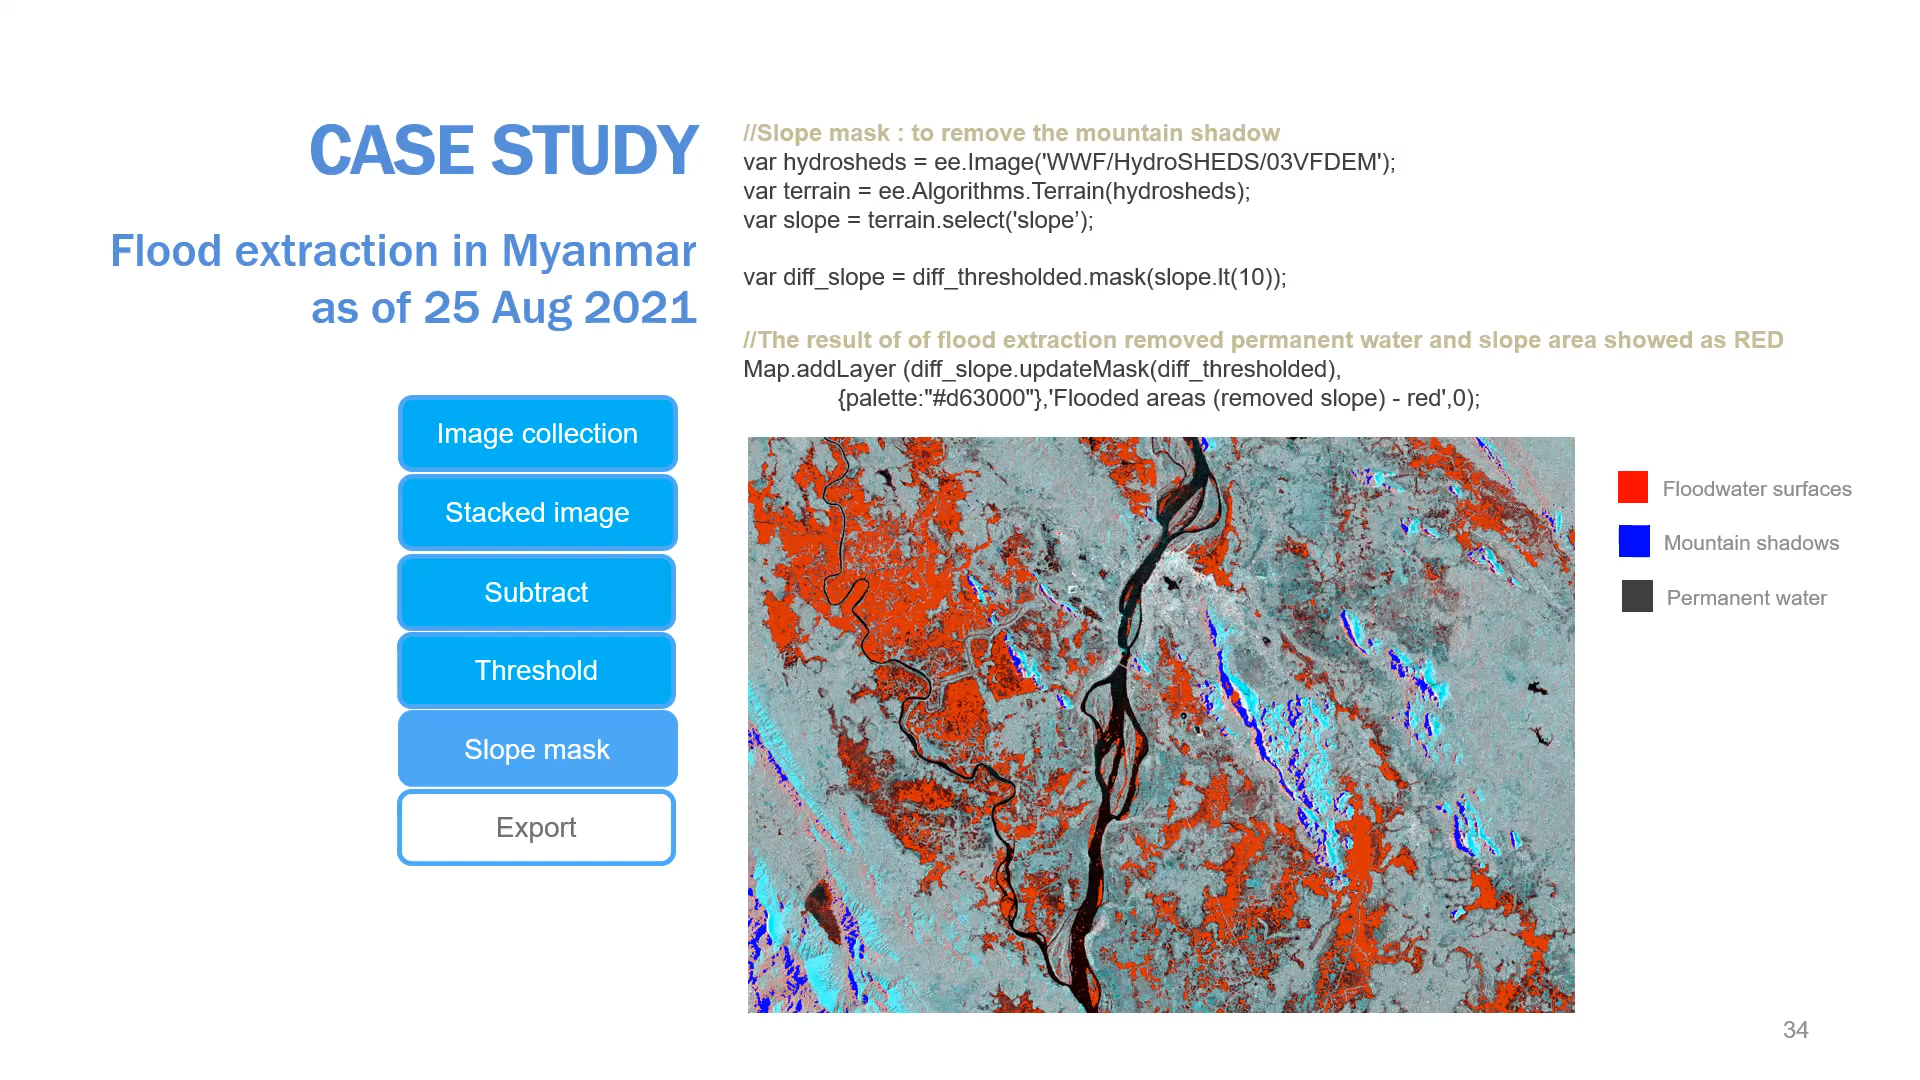 CASE STUDY
Flood extraction in Myanmar
as of 25 Aug 2021
Image collection
Stacked image
Subtract
Threshold
Slope mask
Export
//Slope mask : to remove the mountain shadow
var hydrosheds = ee.Image('WWF/HydroSHEDS/03VFDEM');
var terrain = ee.Algorithms.Terrain(hydrosheds);
var slope = terrain.select('slope’);
var diff_slope = diff_thresholded.mask(slope.lt(10));
//The result of of flood extraction removed permanent water and slope area showed as RED
Map.addLayer (diff_slope.updateMask(diff_thresholded),
{palette:"#d63000"},'Flooded areas (removed slope) - red',0);
Floodwater surfaces
Mountain shadows
Permanent water
34